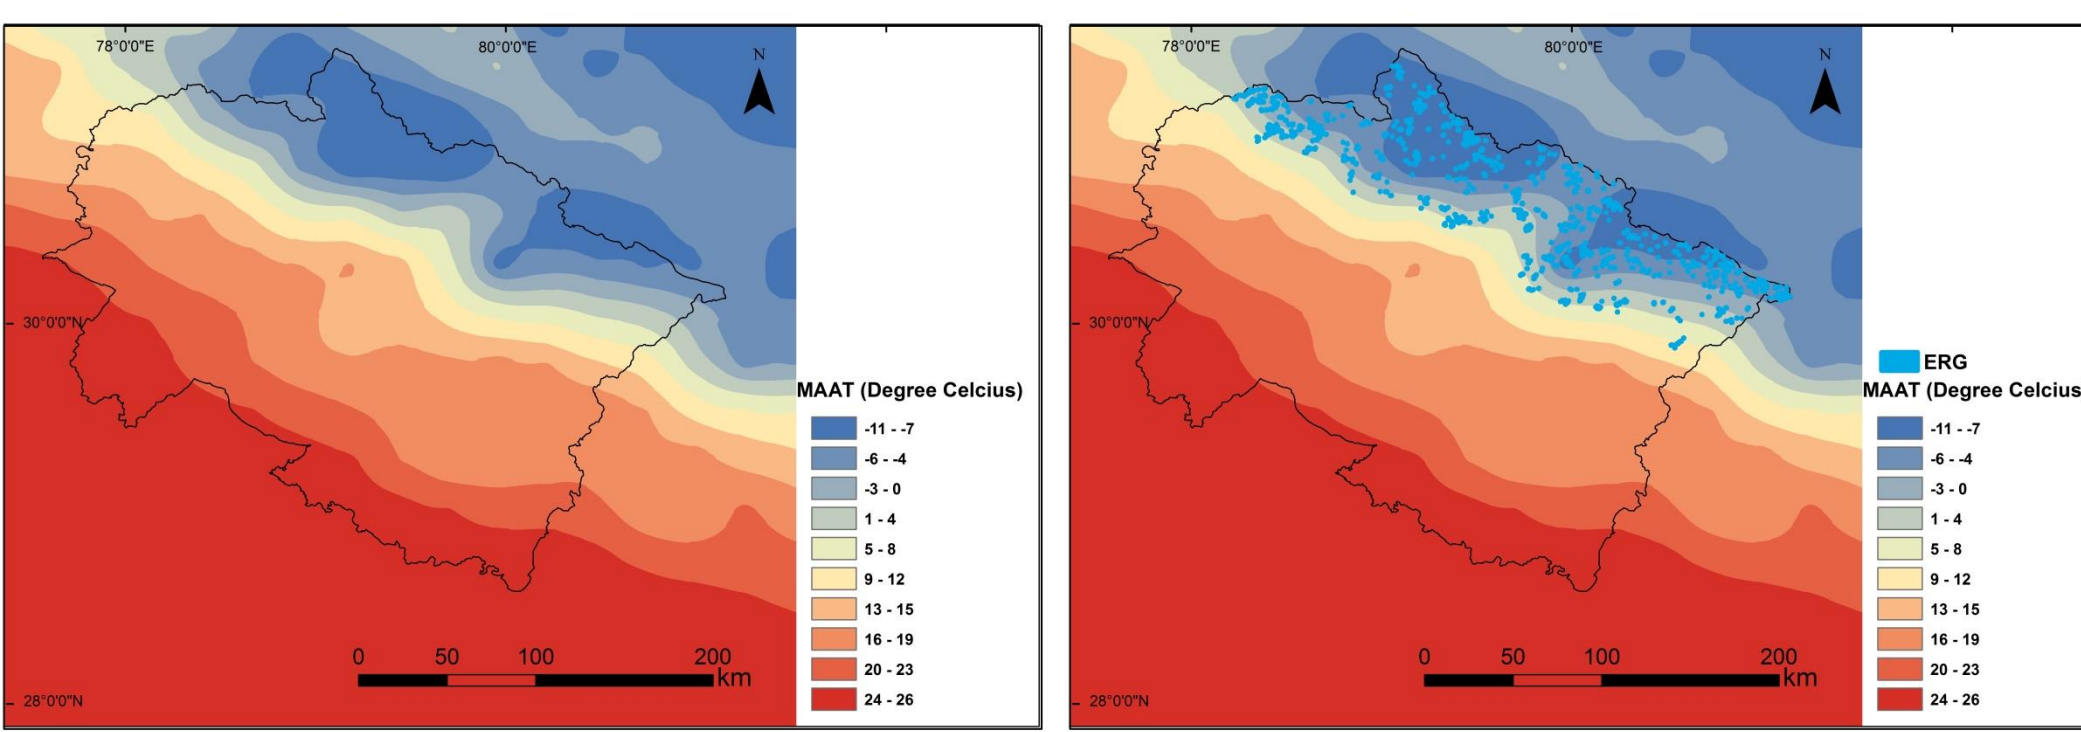 78°0'0"E
80°0'0"E
N
30°0'0"N
28°0'0"N
MAAT (Degree Celcius)
-11 - -7
-6 - -4
-3 - 0
1 - 4
5 - 8
9 - 12
13 - 15
16 - 19
20 - 23
24 - 26
0 50 100 200
km
78°0'0"E
80°0'0"E
N
30°0'0"N
28°0'0"N
ERG
MAAT (Degree Celcius
-11 - -7
-6 - -4
-3 - 0
1 - 4
5 - 8
9 - 12
13 - 15
16 - 19
20 - 23
24 - 26
0 50 100 200
km